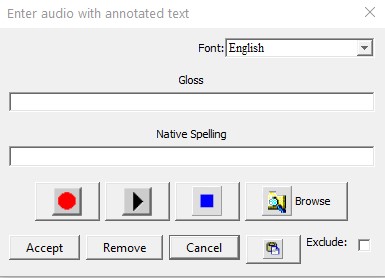 Enter audio with annotated text
Font: English
Gloss
Native Spelling
Browse
Accept Remove Cancel Exclude: